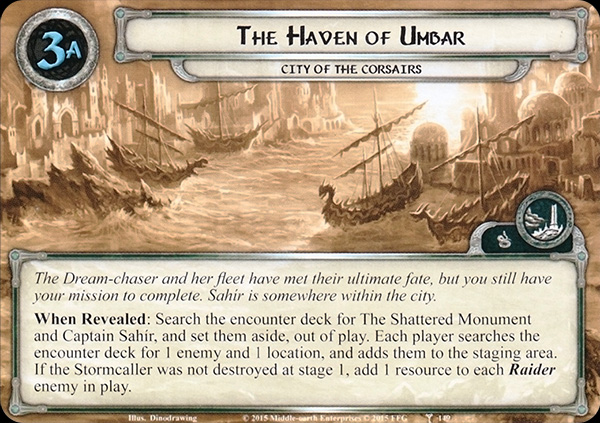 3A
THE HAVEN OF UMBAR
CITY OF THE CORSAIRS
The Dream-chaser and her fleet have met their ultimate fate, but you still have
your mission to complete. Sahír is somewhere within the city.
When Revealed: Search the encounter deck for The Shattered Monument
and Captain Sahír, and set them aside, out of play. Each player searches the
encounter deck for 1 enemy and 1 location, and adds them to the staging area.
If the Stormcaller was not destroyed at stage 1, add 1 resource to each Raider
enemy in play.
Illus. Dinodrawing © 2015 Middle-earth Enterprises © 2015 FFG 149